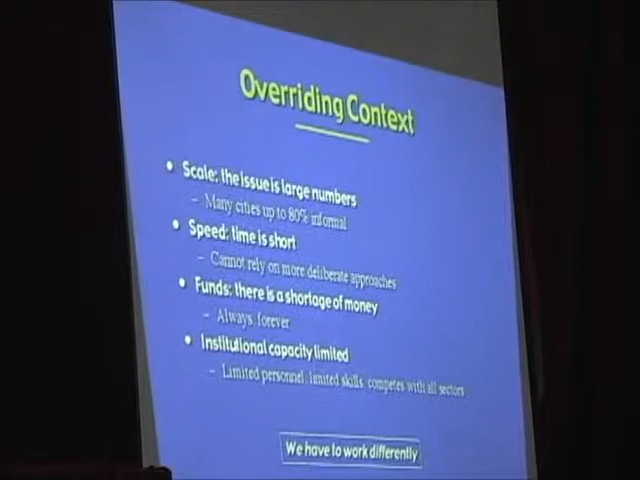 Overriding Context
• Scale: the issue is large numbers
– Many cities up to 80% informal
• Speed: time is short
– Cannot rely on more deliberate approaches
• Funds: there is a shortage of money
– Always, forever
• Institutional capacity limited
– Limited personnel, limited skills, competes with all sectors
We have to work differently